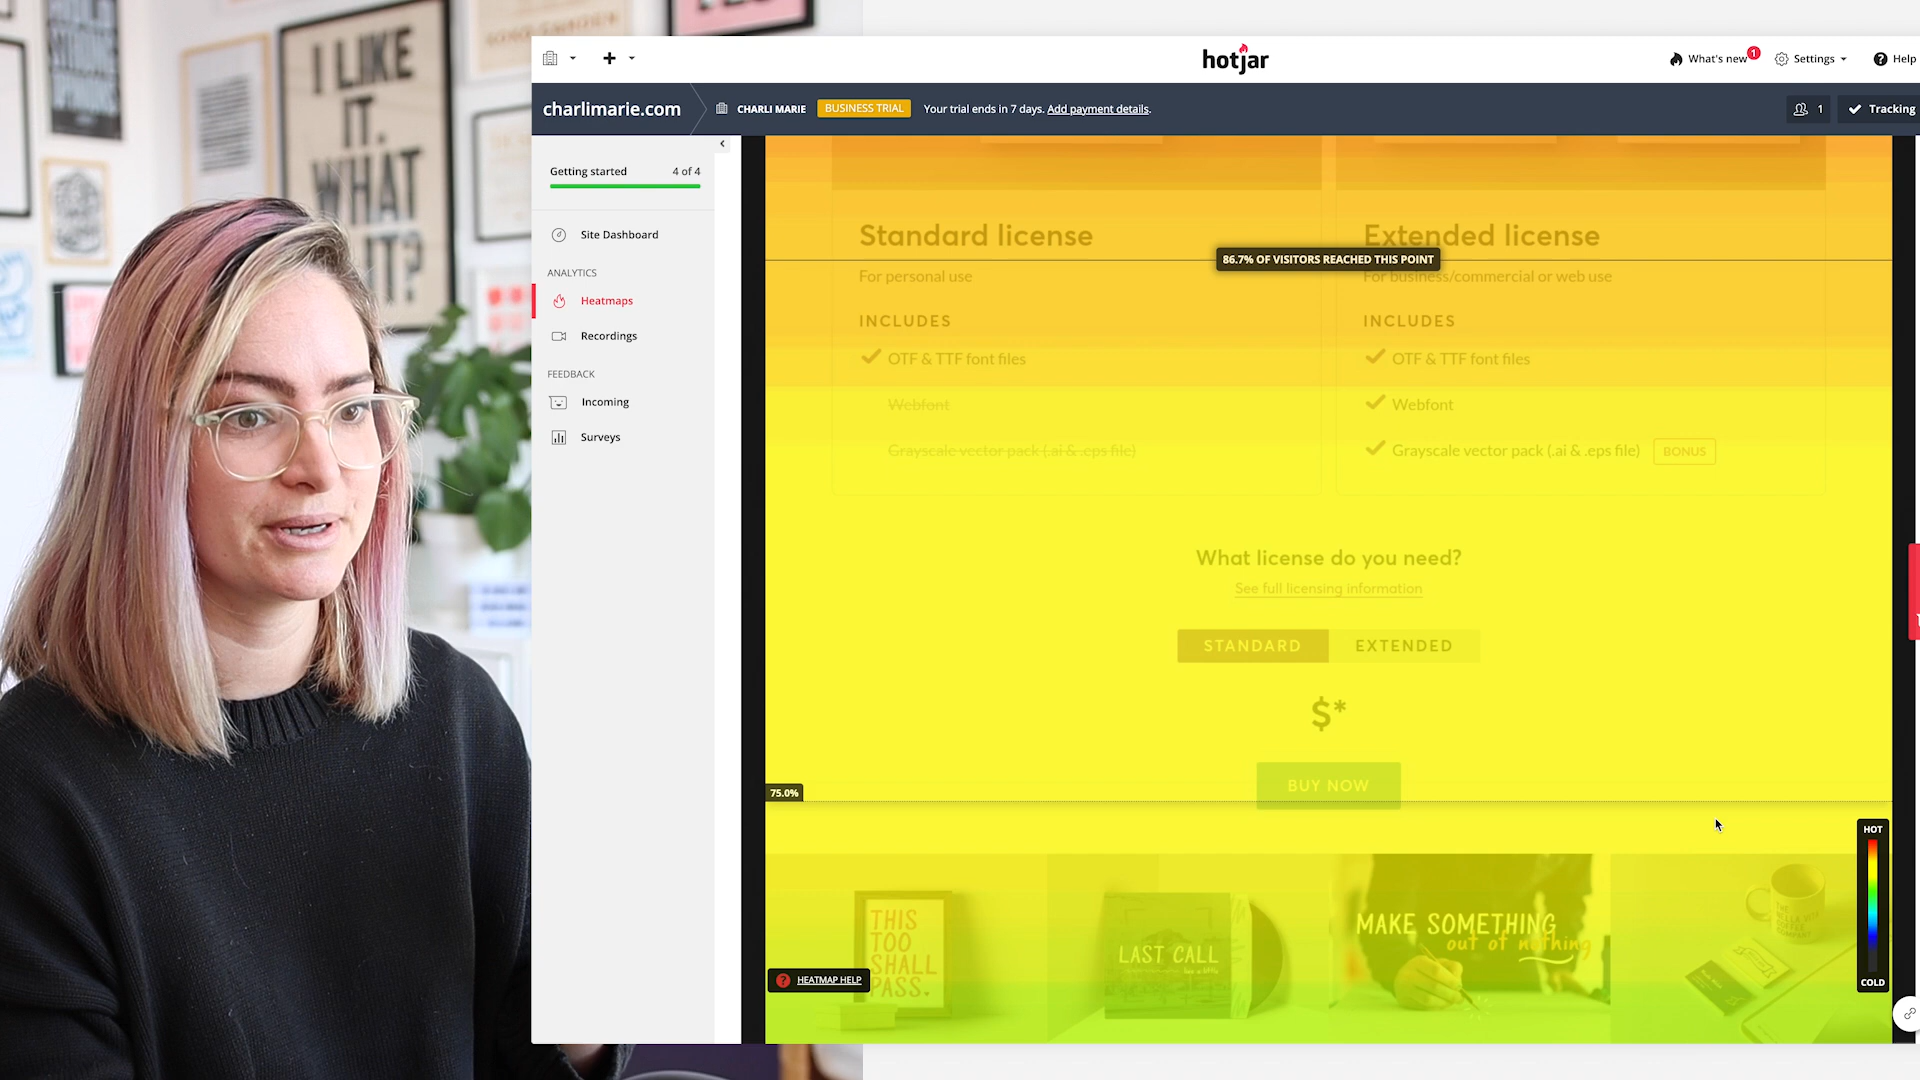 I LIKE
IT.
WHAT
IS IT?
hotjar
What's new
1
Settings
Help
charlimarie.com
CHARLI MARIE
BUSINESS TRIAL
Your trial ends in 7 days. Add payment details.
1
Tracking
Getting started
4 of 4
Site Dashboard
ANALYTICS
Heatmaps
Recordings
FEEDBACK
Incoming
Surveys
Standard license
Extended license
86.7% OF VISITORS REACHED THIS POINT
For personal use
For business/commercial or web use
INCLUDES
INCLUDES
OTF & TTF font files
OTF & TTF font files
Webfont
Webfont
Grayscale vector pack (.ai & .eps file)
Grayscale vector pack (.ai & .eps file)
BONUS
What license do you need?
See full licensing information
STANDARD
EXTENDED
$*
BUY NOW
75.0%
HOT
COLD
THIS
TOO
SHALL
PASS.
LAST CALL
MAKE SOMETHING
out of nothing
HEATMAP HELP